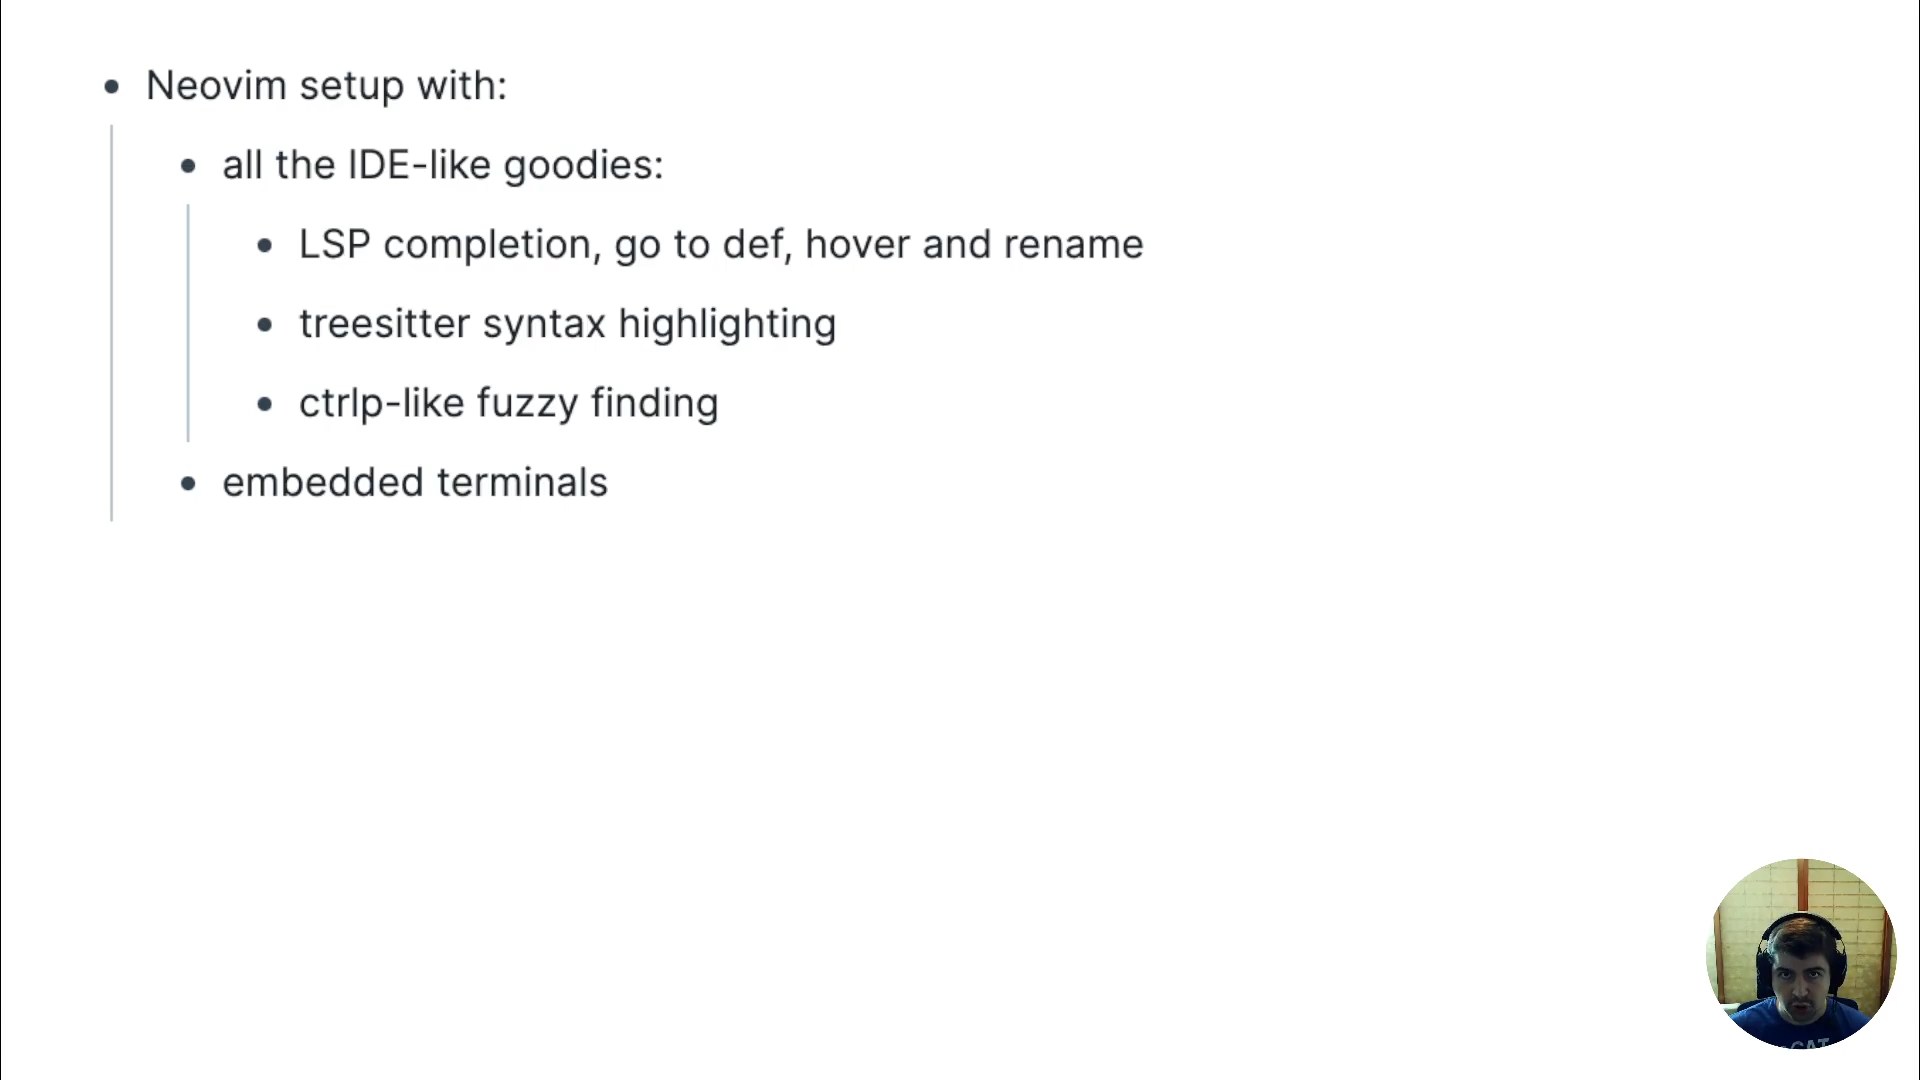 Neovim setup with:
all the IDE-like goodies:
LSP completion, go to def, hover and rename
treesitter syntax highlighting
ctrlp-like fuzzy finding
embedded terminals
CAT